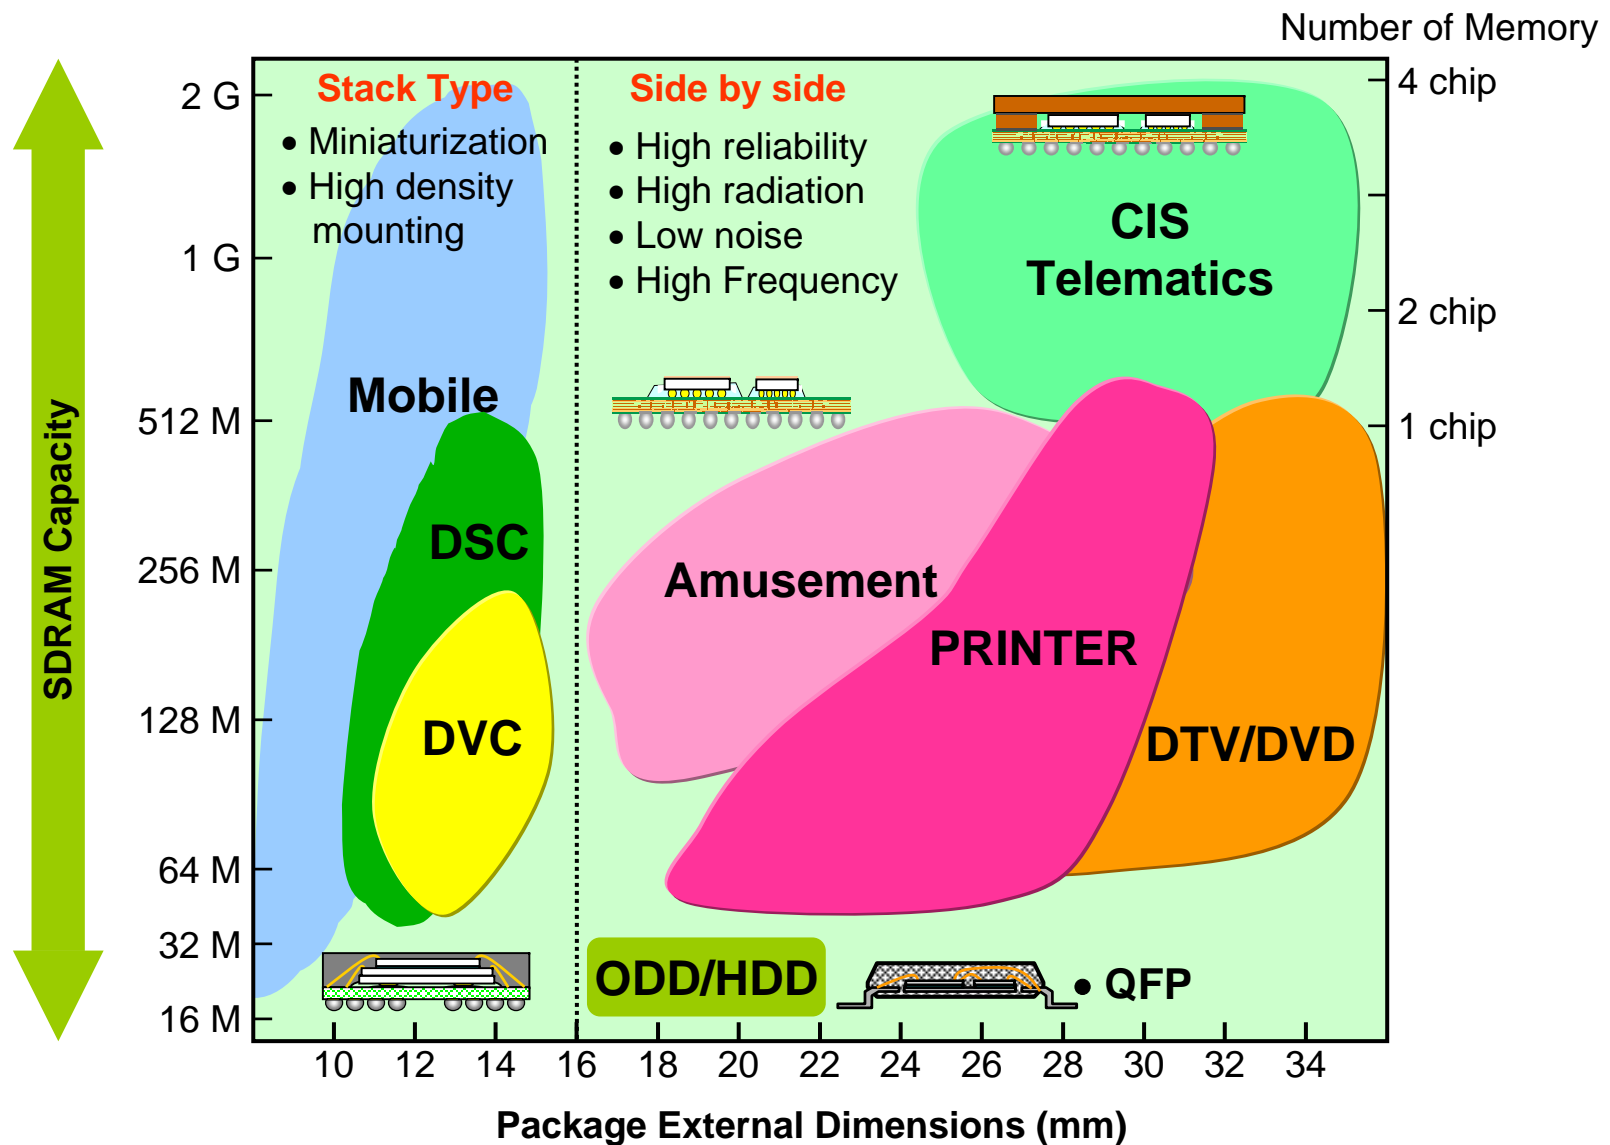 Number of Memory
Stack Type
• Miniaturization
• High density
mounting
Side by side
• High reliability
• High radiation
• Low noise
• High Frequency
SDRAM Capacity
2 G
1 G
512 M
256 M
128 M
64 M
32 M
16 M
4 chip
2 chip
1 chip
CIS
Telematics
Mobile
DSC
DVC
Amusement
PRINTER
DTV/DVD
ODD/HDD
• QFP
10 12 14 16 18 20 22 24 26 28 30 32 34
Package External Dimensions (mm)